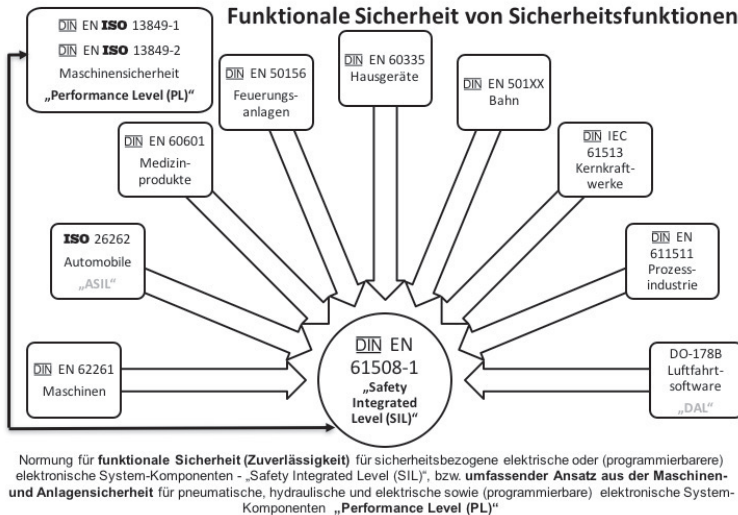 Funktionale Sicherheit von Sicherheitsfunktionen
DIN EN ISO 13849-1
DIN EN ISO 13849-2
Maschinensicherheit
„Performance Level (PL)“
DIN EN 50156
Feuerungs-
anlagen
DIN EN 60335
Hausgeräte
DIN EN 501XX
Bahn
DIN EN 60601
Medizin-
produkte
DIN IEC
61513
Kernkraft-
werke
ISO 26262
Automobile
„ASIL“
DIN EN
611511
Prozess-
industrie
DIN EN 62261
Maschinen
DIN EN
61508-1
„Safety
Integrated
Level (SIL)“
DO-178B
Luftfahrt-
software
„DAL“
Normung für funktionale Sicherheit (Zuverlässigkeit) für sicherheitsbezogene elektrische oder (programmierbarere)
elektronische System-Komponenten - „Safety Integrated Level (SIL)“, bzw. umfassender Ansatz aus der Maschinen-
und Anlagensicherheit für pneumatische, hydraulische und elektrische sowie (programmierbare) elektronische System-
Komponenten „Performance Level (PL)“